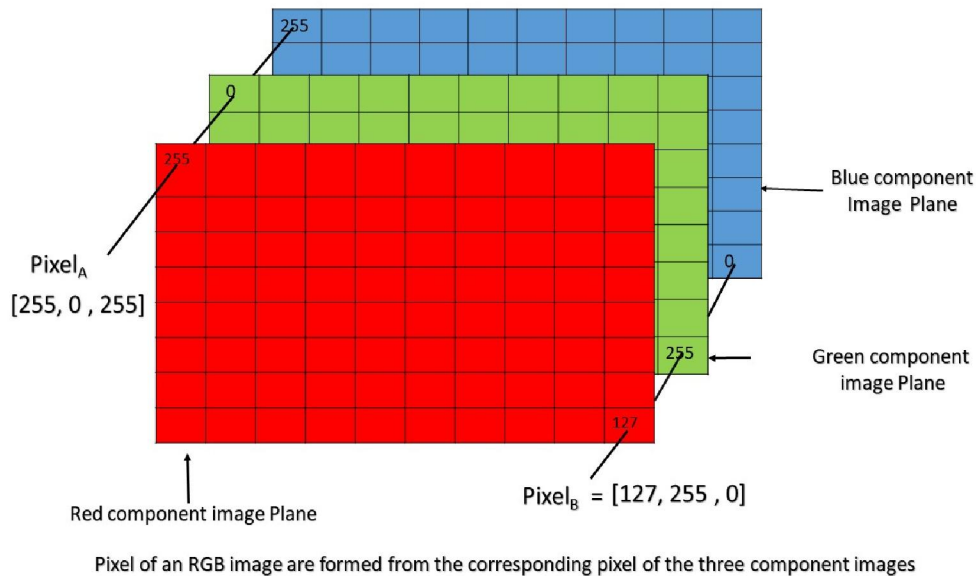 255
0
255
Blue component
Image Plane
Pixel_A
[255, 0 , 255]
0
255
Green component
image Plane
127
Pixel_B = [127, 255 , 0]
Red component image Plane
Pixel of an RGB image are formed from the corresponding pixel of the three component images